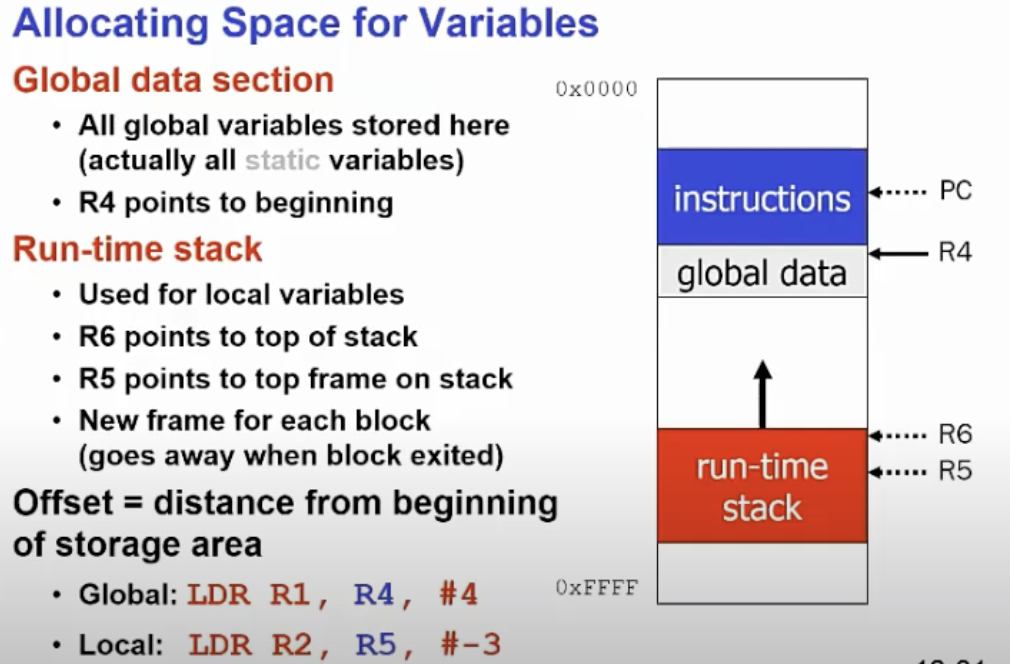 Allocating Space for Variables
Global data section
• All global variables stored here
(actually all static variables)
• R4 points to beginning
Run-time stack
• Used for local variables
• R6 points to top of stack
• R5 points to top frame on stack
• New frame for each block
(goes away when block exited)
Offset = distance from beginning
of storage area
• Global: LDR R1, R4, #4
• Local: LDR R2, R5, #-3
0x0000
instructions
PC
R4
global data
R6
run-time
stack
R5
0xFFFF